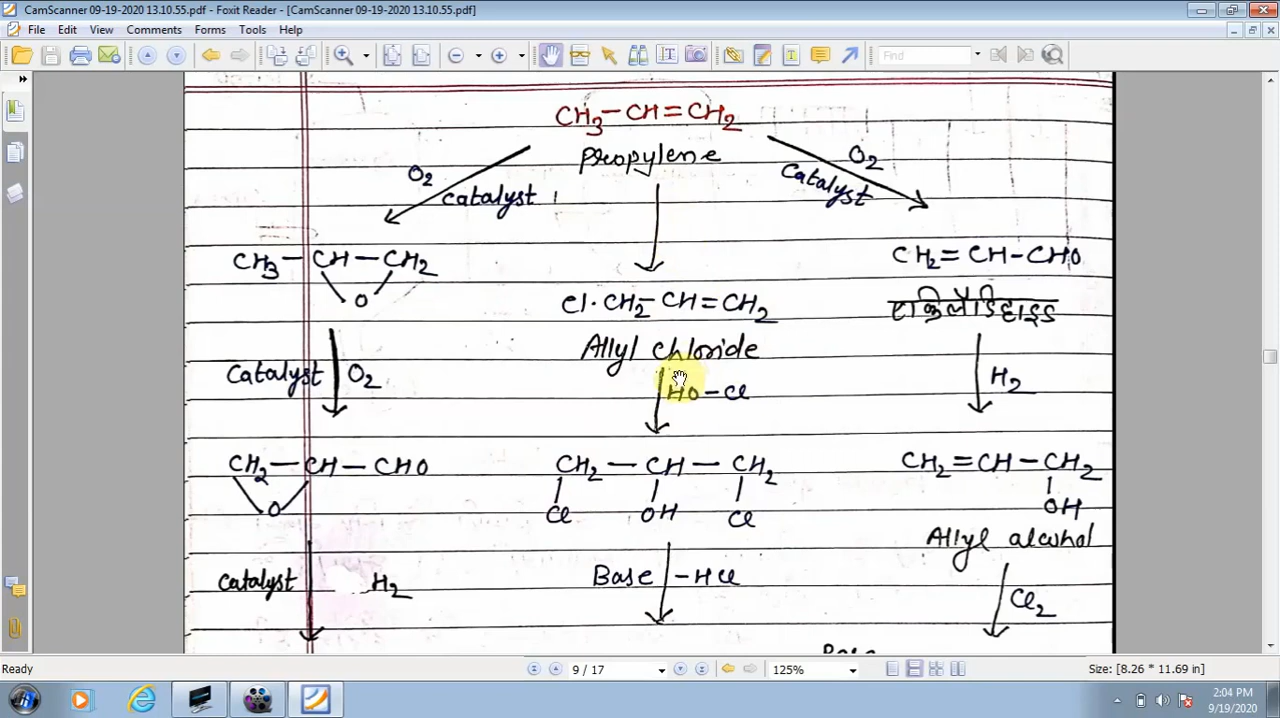 CamScanner 09-19-2020 13.10.55.pdf - Foxit Reader - [CamScanner 09-19-2020 13.10.55.pdf]
File Edit View Comments Forms Tools Help
Find
CH3-CH=CH2
propylene
O2
catalyst
O2
catalyst
CH3-CH-CH2
O
Cl·CH2-CH=CH2
Allyl chloride
CH2=CH-CHO
Catalyst O2
HO-Cl
H2
CH2-CH-CHO
O
CH2-CH-CH2
Cl OH Cl
CH2=CH-CH2
OH
Allyl alcohol
catalyst H2
Base -HCl
Cl2
Ready
9 / 17
125%
Size: [8.26 * 11.69 in]
2:04 PM
9/19/2020